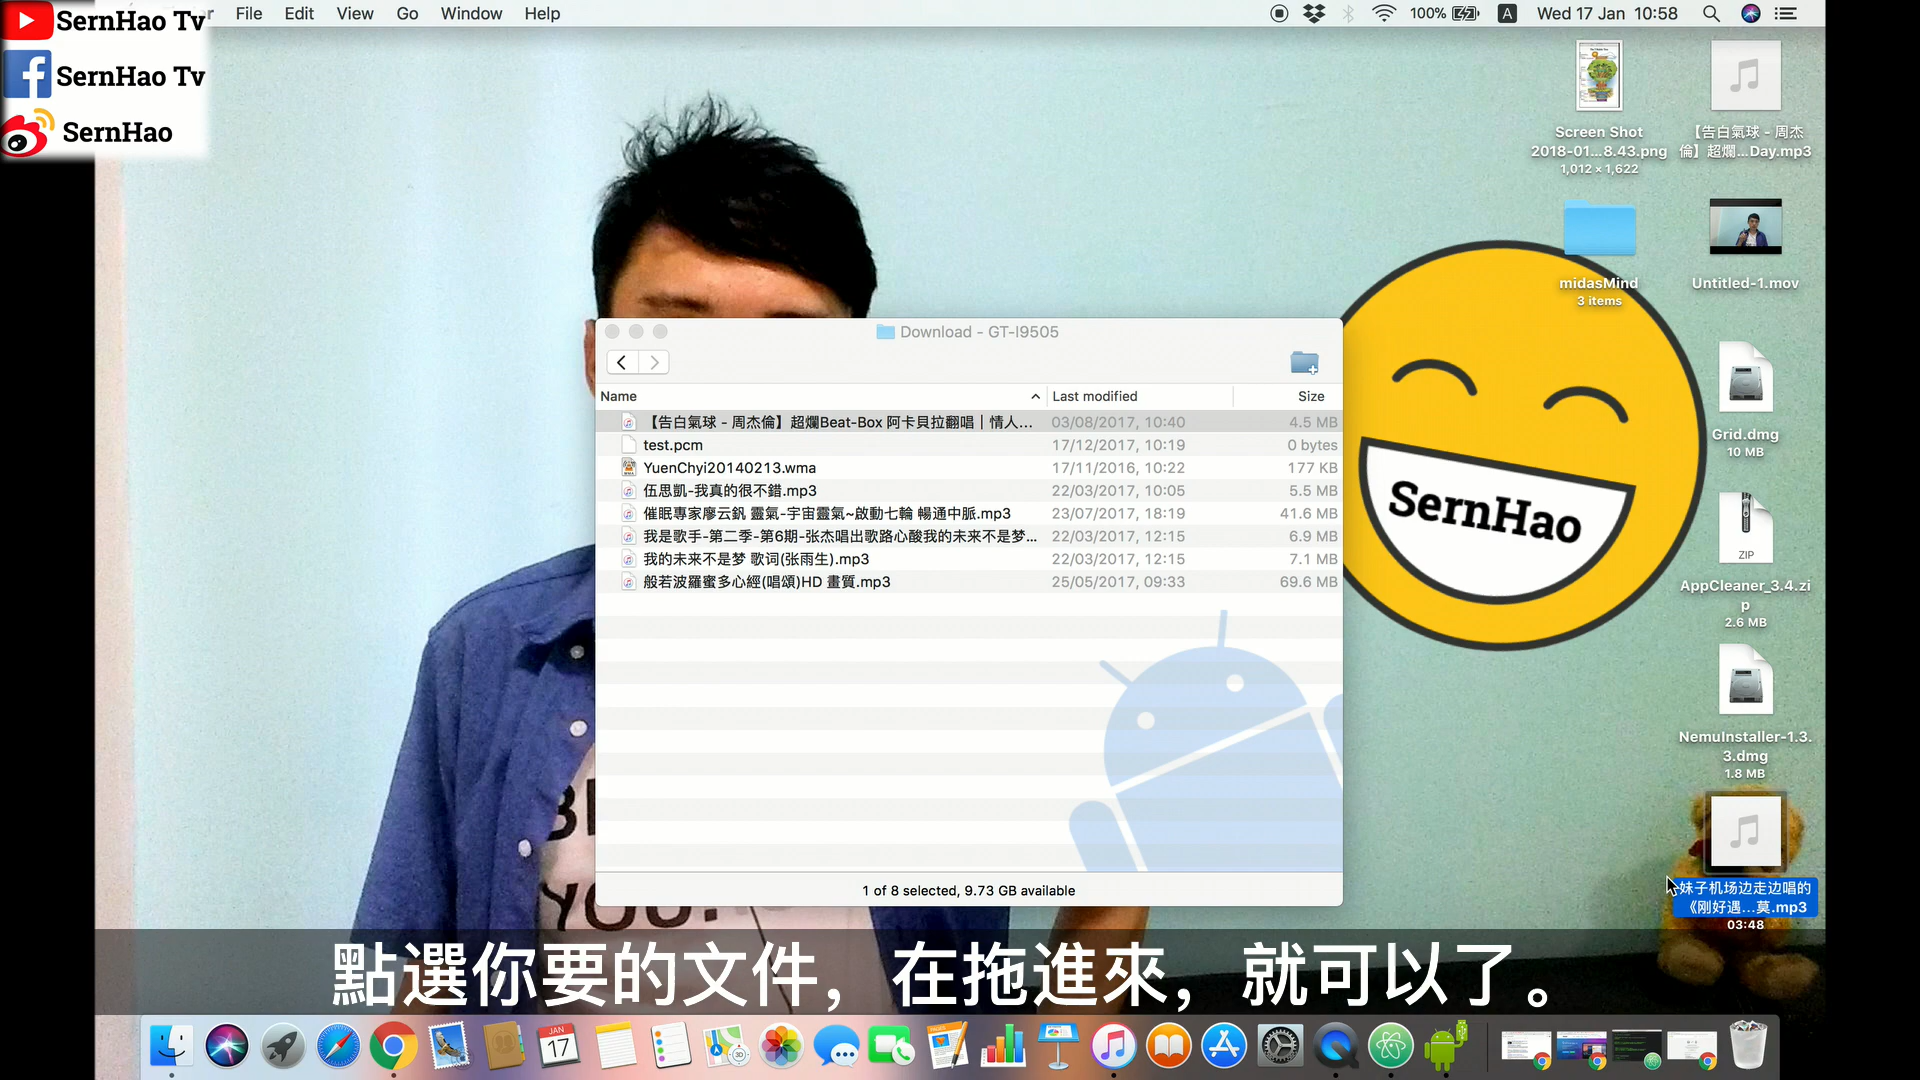 SernHao Tv
SernHao Tv
SernHao
File Edit View Go Window Help
100% A Wed 17 Jan 10:58
Screen Shot
2018-01...8.43.png
1,012 × 1,622
【告白氣球 - 周杰
倫】超爛...Day.mp3
midasMind
3 items
Untitled-1.mov
Grid.dmg
10 MB
ZIP
AppCleaner_3.4.zi
p
2.6 MB
NemuInstaller-1.3.
3.dmg
1.8 MB
妹子机场边走边唱的
《刚好遇...莫.mp3
03:48
SernHao
Download - GT-I9505
Name Last modified Size
【告白氣球 - 周杰倫】超爛Beat-Box 阿卡貝拉翻唱｜情人... 03/08/2017, 10:40 4.5 MB
test.pcm 17/12/2017, 10:19 0 bytes
YuenChyi20140213.wma 17/11/2016, 10:22 177 KB
伍思凱-我真的很不錯.mp3 22/03/2017, 10:05 5.5 MB
催眠專家廖云釩 靈氣-宇宙靈氣~啟動七輪 暢通中脈.mp3 23/07/2017, 18:19 41.6 MB
我是歌手-第二季-第6期-张杰唱出歌路心酸我的未来不是梦... 22/03/2017, 12:15 6.9 MB
我的未来不是梦 歌词(张雨生).mp3 22/03/2017, 12:15 7.1 MB
般若波羅蜜多心經(唱頌)HD 畫質.mp3 25/05/2017, 09:33 69.6 MB
1 of 8 selected, 9.73 GB available
YOU.
點選你要的文件，在拖進來，就可以了。
JAN
17
PAGES
3D